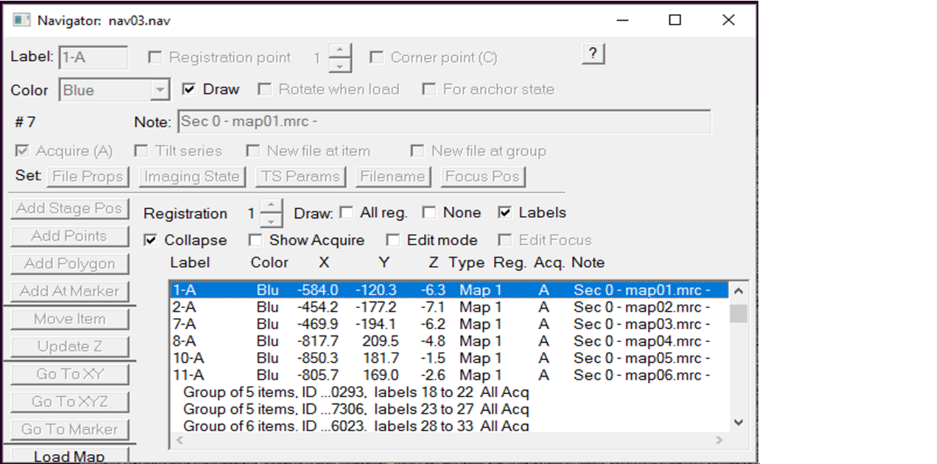 Navigator: nav03.nav
Label: 1-A Registration point 1 Corner point (C) ?
Color Blue Draw Rotate when load For anchor state
# 7 Note: Sec 0 - map01.mrc -
Acquire (A) Tilt series New file at item New file at group
Set: File Props Imaging State TS Params Filename Focus Pos
Add Stage Pos Registration 1 Draw: All reg. None Labels
Add Points Collapse Show Acquire Edit mode Edit Focus
Add Polygon Label Color X Y Z Type Reg. Acq. Note
Add At Marker 1-A Blu -584.0 -120.3 -6.3 Map 1 A Sec 0 - map01.mrc -
2-A Blu -454.2 -177.2 -7.1 Map 1 A Sec 0 - map02.mrc -
Move Item 7-A Blu -469.9 -194.1 -6.2 Map 1 A Sec 0 - map03.mrc -
Update Z 8-A Blu -817.7 209.5 -4.8 Map 1 A Sec 0 - map04.mrc -
10-A Blu -850.3 181.7 -1.5 Map 1 A Sec 0 - map05.mrc -
Go To XY 11-A Blu -805.7 169.0 -2.6 Map 1 A Sec 0 - map06.mrc -
Group of 5 items, ID ...0293, labels 18 to 22 All Acq
Go To XYZ Group of 5 items, ID ...7306, labels 23 to 27 All Acq
Go To Marker Group of 6 items, ID ...6023, labels 28 to 33 All Acq
Load Map